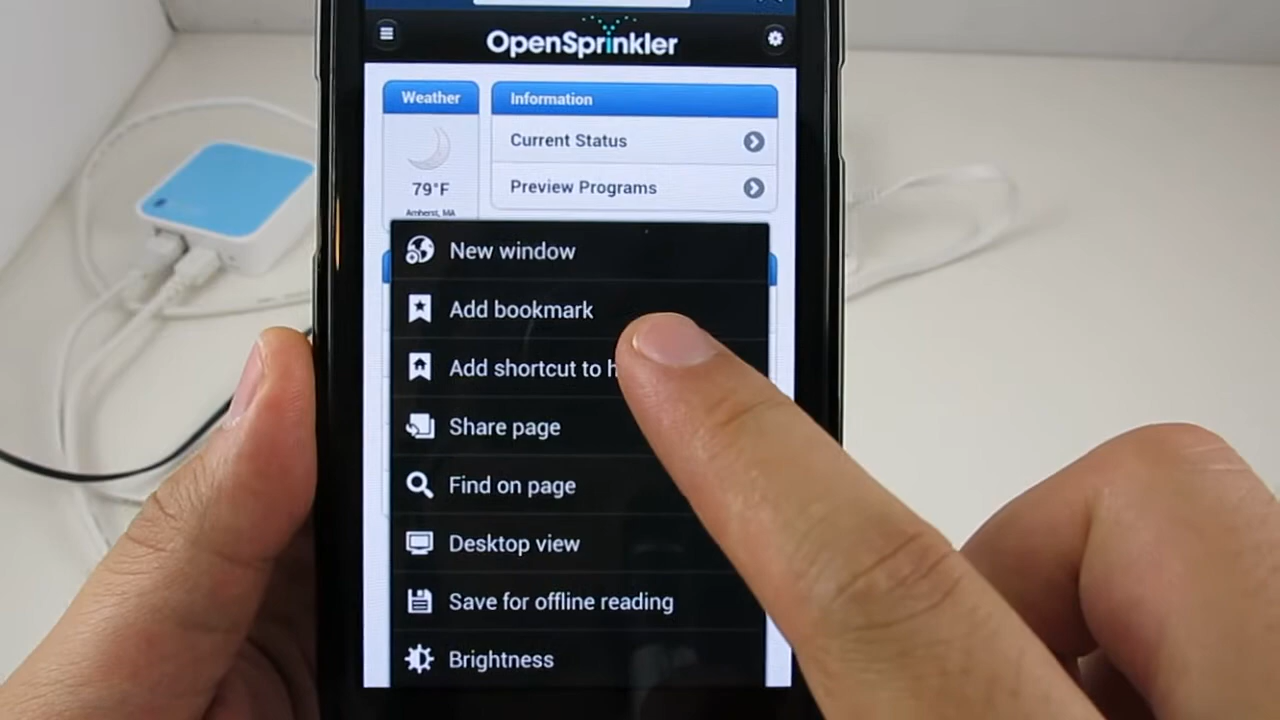 OpenSprinkler
Weather
Information
Current Status
79°F
Preview Programs
Amherst, MA
New window
Add bookmark
Add shortcut to h
Share page
Find on page
Desktop view
Save for offline reading
Brightness